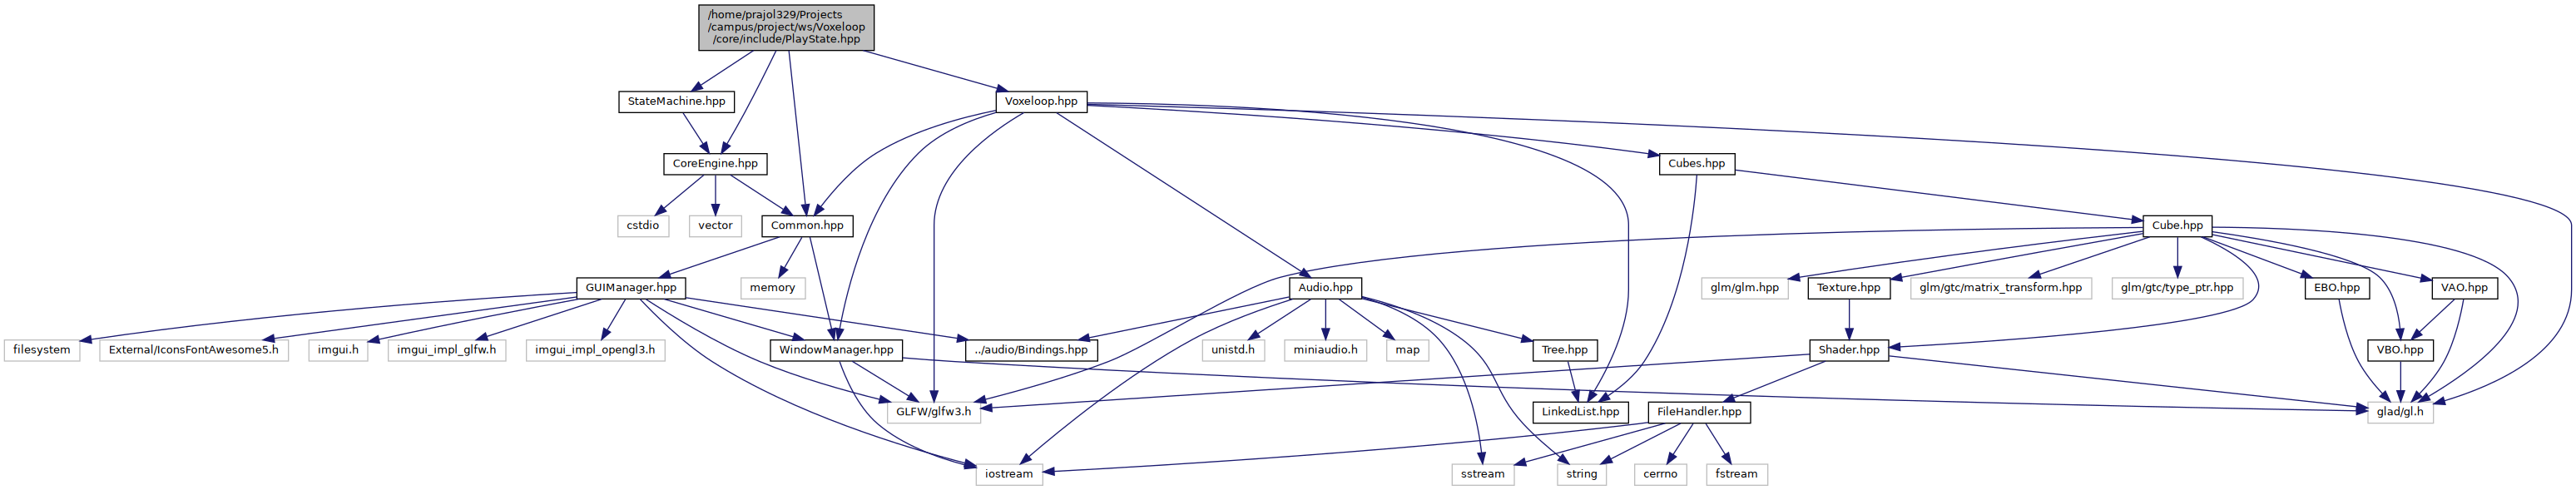 /home/prajol329/Projects
/campus/project/ws/Voxeloop
/core/include/PlayState.hpp
StateMachine.hpp
Voxeloop.hpp
CoreEngine.hpp
Cubes.hpp
cstdio
vector
Common.hpp
Cube.hpp
GUIManager.hpp
memory
Audio.hpp
glm/glm.hpp
Texture.hpp
glm/gtc/matrix_transform.hpp
glm/gtc/type_ptr.hpp
EBO.hpp
VAO.hpp
filesystem
External/IconsFontAwesome5.h
imgui.h
imgui_impl_glfw.h
imgui_impl_opengl3.h
WindowManager.hpp
../audio/Bindings.hpp
unistd.h
miniaudio.h
map
Tree.hpp
Shader.hpp
VBO.hpp
GLFW/glfw3.h
LinkedList.hpp
FileHandler.hpp
glad/gl.h
iostream
sstream
string
cerrno
fstream